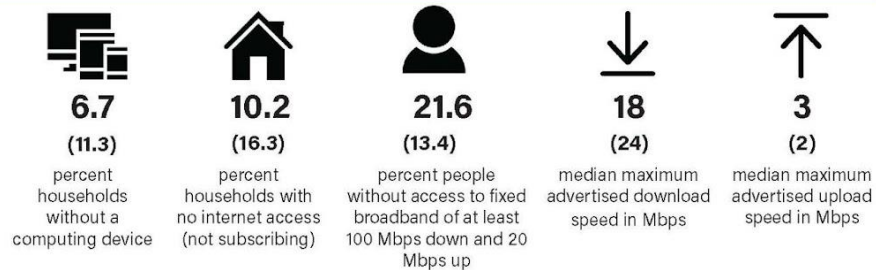 6.7
(11.3)
percent
households
without a
computing device
10.2
(16.3)
percent
households with
no internet access
(not subscribing)
21.6
(13.4)
percent people
without access to fixed
broadband of at least
100 Mbps down and 20
Mbps up
18
(24)
median maximum
advertised download
speed in Mbps
3
(2)
median maximum
advertised upload
speed in Mbps